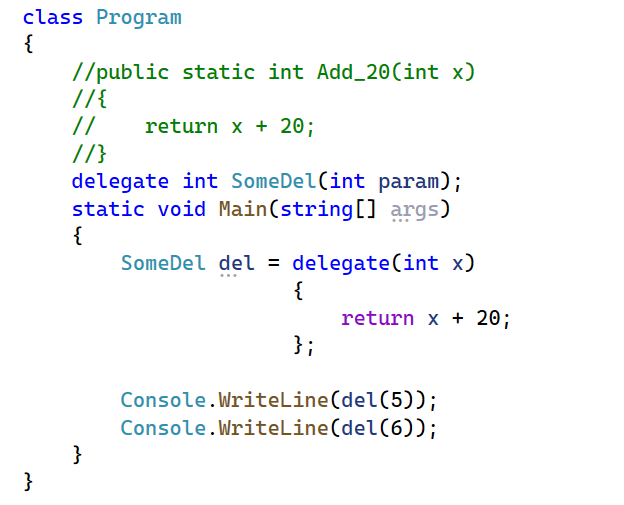 class Program
{
    //public static int Add_20(int x)
    //{
    //    return x + 20;
    //}
    delegate int SomeDel(int param);
    static void Main(string[] args)
    {
        SomeDel del = delegate(int x)
                      {
                          return x + 20;
                      };

        Console.WriteLine(del(5));
        Console.WriteLine(del(6));
    }
}